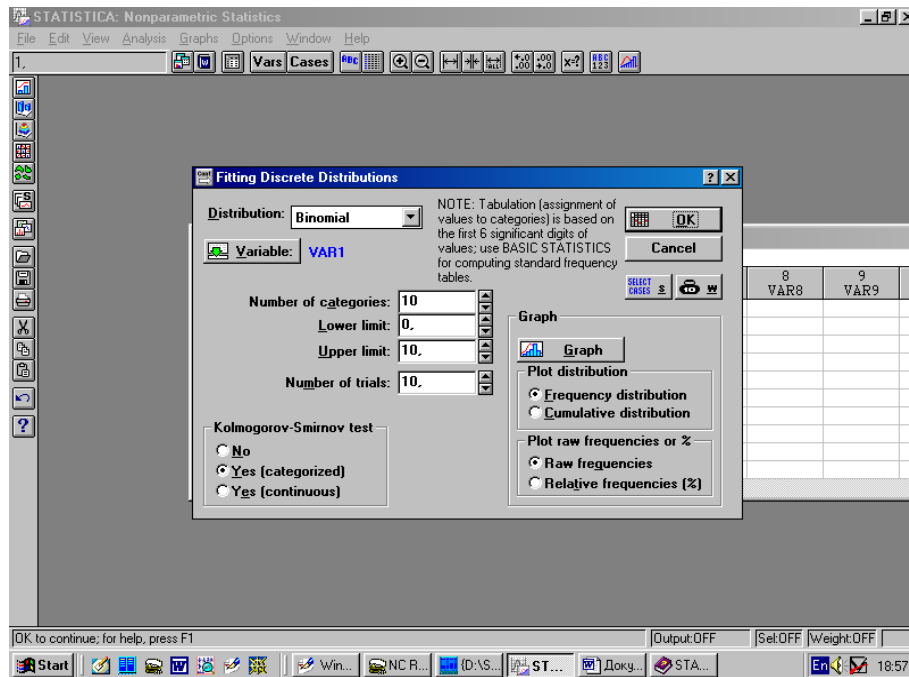 STATISTICA: Nonparametric Statistics
File Edit View Analysis Graphs Options Window Help
1,
Vars Cases ABC ABC 123 x=?
Fitting Discrete Distributions
Distribution: Binomial
Variable: VAR1
NOTE: Tabulation (assignment of
values to categories) is based on
the first 6 significant digits of
values; use BASIC STATISTICS
for computing standard frequency
tables.
OK
Cancel
SELECT CASES S W
Number of categories: 10
Lower limit: 0,
Upper limit: 10,
Number of trials: 10,
Kolmogorov-Smirnov test
No
Yes (categorized)
Yes (continuous)
Graph
Graph
Plot distribution
Frequency distribution
Cumulative distribution
Plot raw frequencies or %
Raw frequencies
Relative frequencies (%)
8 9
VAR8 VAR9
OK to continue; for help, press F1
Output:OFF Sel:OFF Weight:OFF
Start Win... NC R... (D:\S... ST... Доку... STA... En 18:57